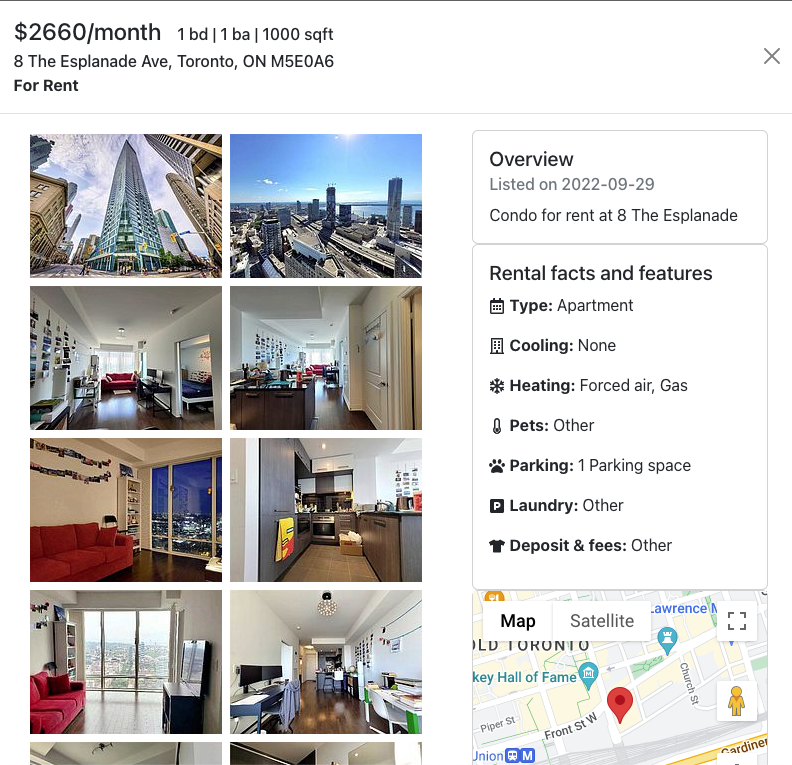 $2660/month 1 bd | 1 ba | 1000 sqft
8 The Esplanade Ave, Toronto, ON M5E0A6
For Rent
Overview
Listed on 2022-09-29
Condo for rent at 8 The Esplanade
Rental facts and features
Type: Apartment
Cooling: None
Heating: Forced air, Gas
Pets: Other
Parking: 1 Parking space
P Laundry: Other
Deposit & fees: Other
Map Satellite
Lawrence M
OLD TORONTO
key Hall of Fame
Church St
Piper St
Front St W
Union M
Gardiner